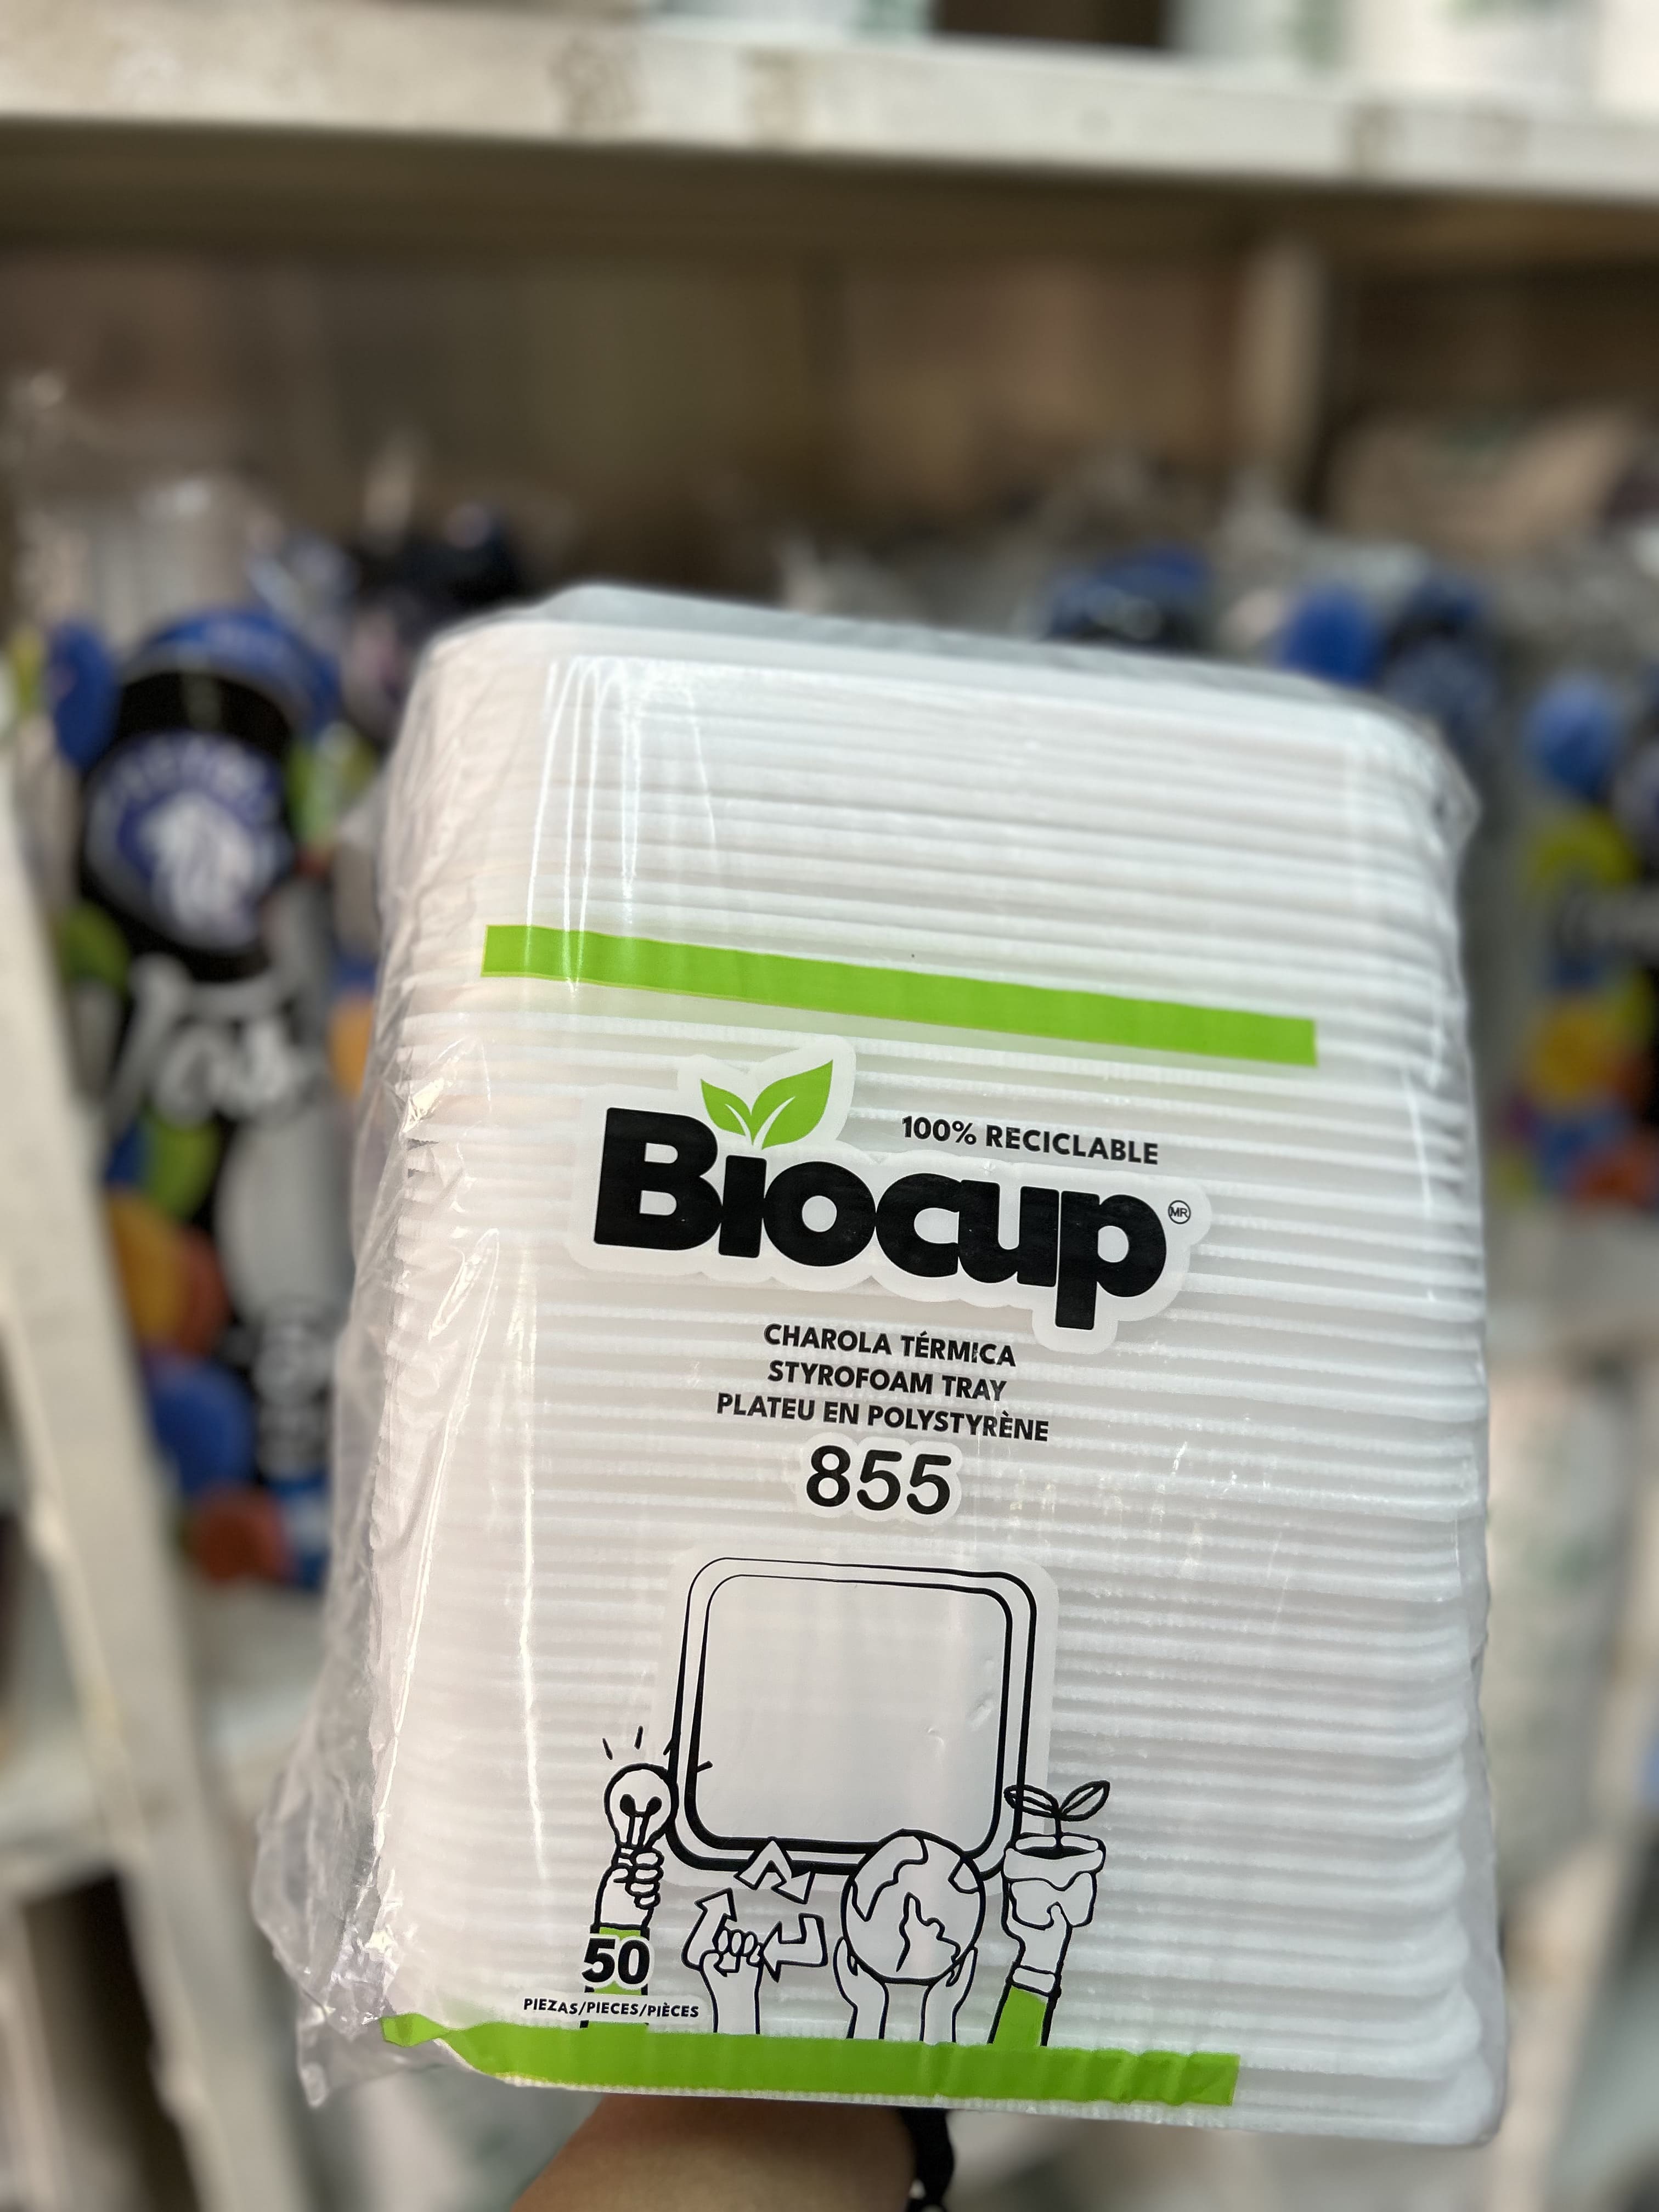 100% RECICLABLE
Biocup MR
CHAROLA TÉRMICA
STYROFOAM TRAY
PLATEU EN POLYSTYRÈNE
855
50
PIEZAS/PIECES/PIÈCES